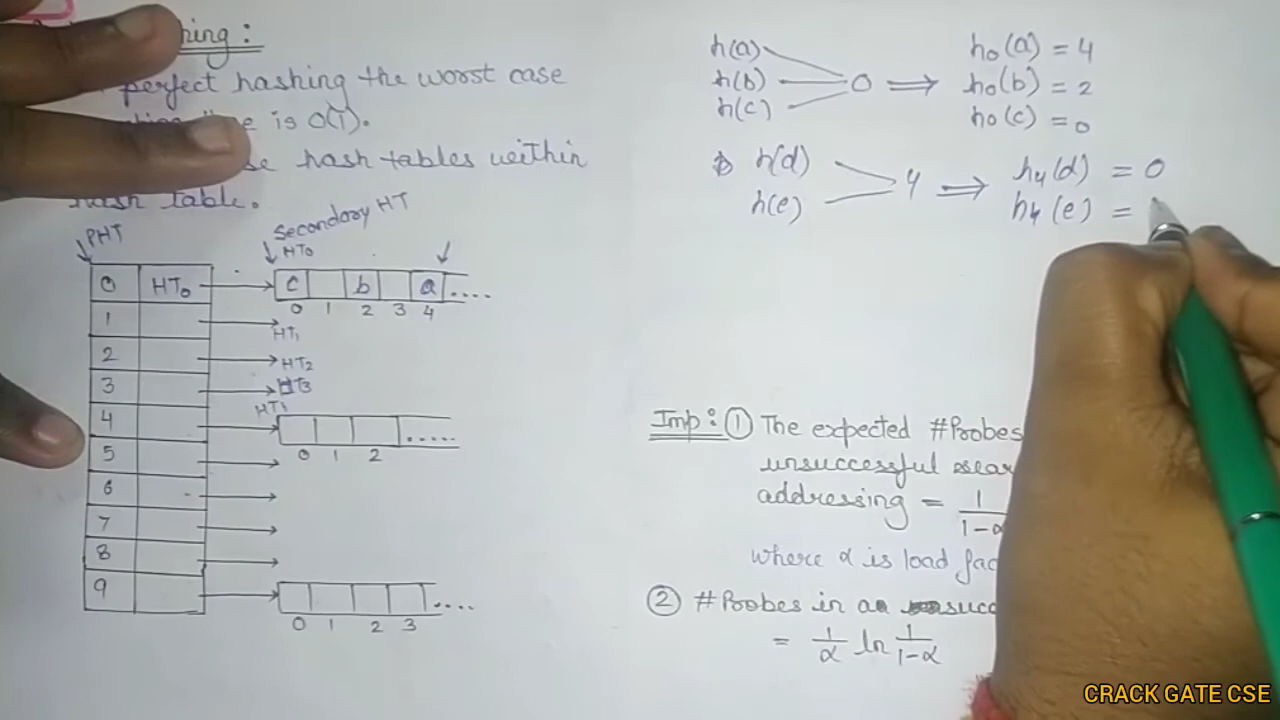 hing :
perfect hashing the worst case
e is O(1).
se hash tables within
hash table.
PHT
Secondary HT
HT0
0 HT0 c b a ....
0 1 2 3 4
1
HT1
2
HT2
3
HT3
4
.....
5
0 1 2
6
7
8
9
....
0 1 2 3
h(a)
h(b) 0 ⟹
h(c)
h0(a) = 4
h0(b) = 2
h0(c) = 0
h(d)
h(e) 4 ⟹
h4(d) = 0
h4(e) =
Imp: ① The expected #Probes
unsuccessful sear
addressing = 1/1-α
where α is load fac
② #Probes in a succ
= 1/α ln 1/1-α
CRACK GATE CSE